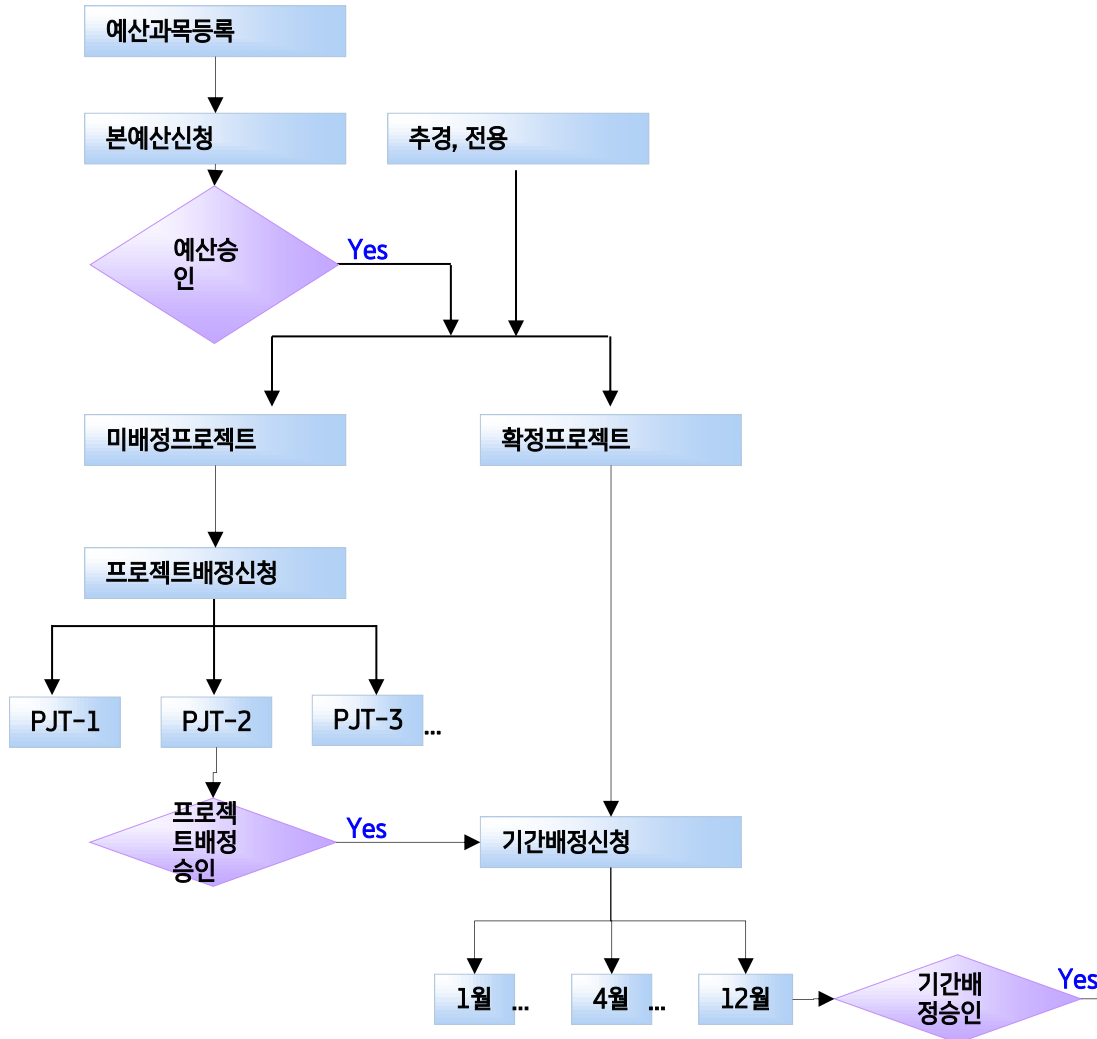 예산과목등록
본예산신청
추경, 전용
예산승
인
Yes
미배정프로젝트
확정프로젝트
프로젝트배정신청
PJT-1
PJT-2
PJT-3
...
프로젝
트배정
승인
Yes
기간배정신청
1월
...
4월
...
12월
기간배
정승인
Yes